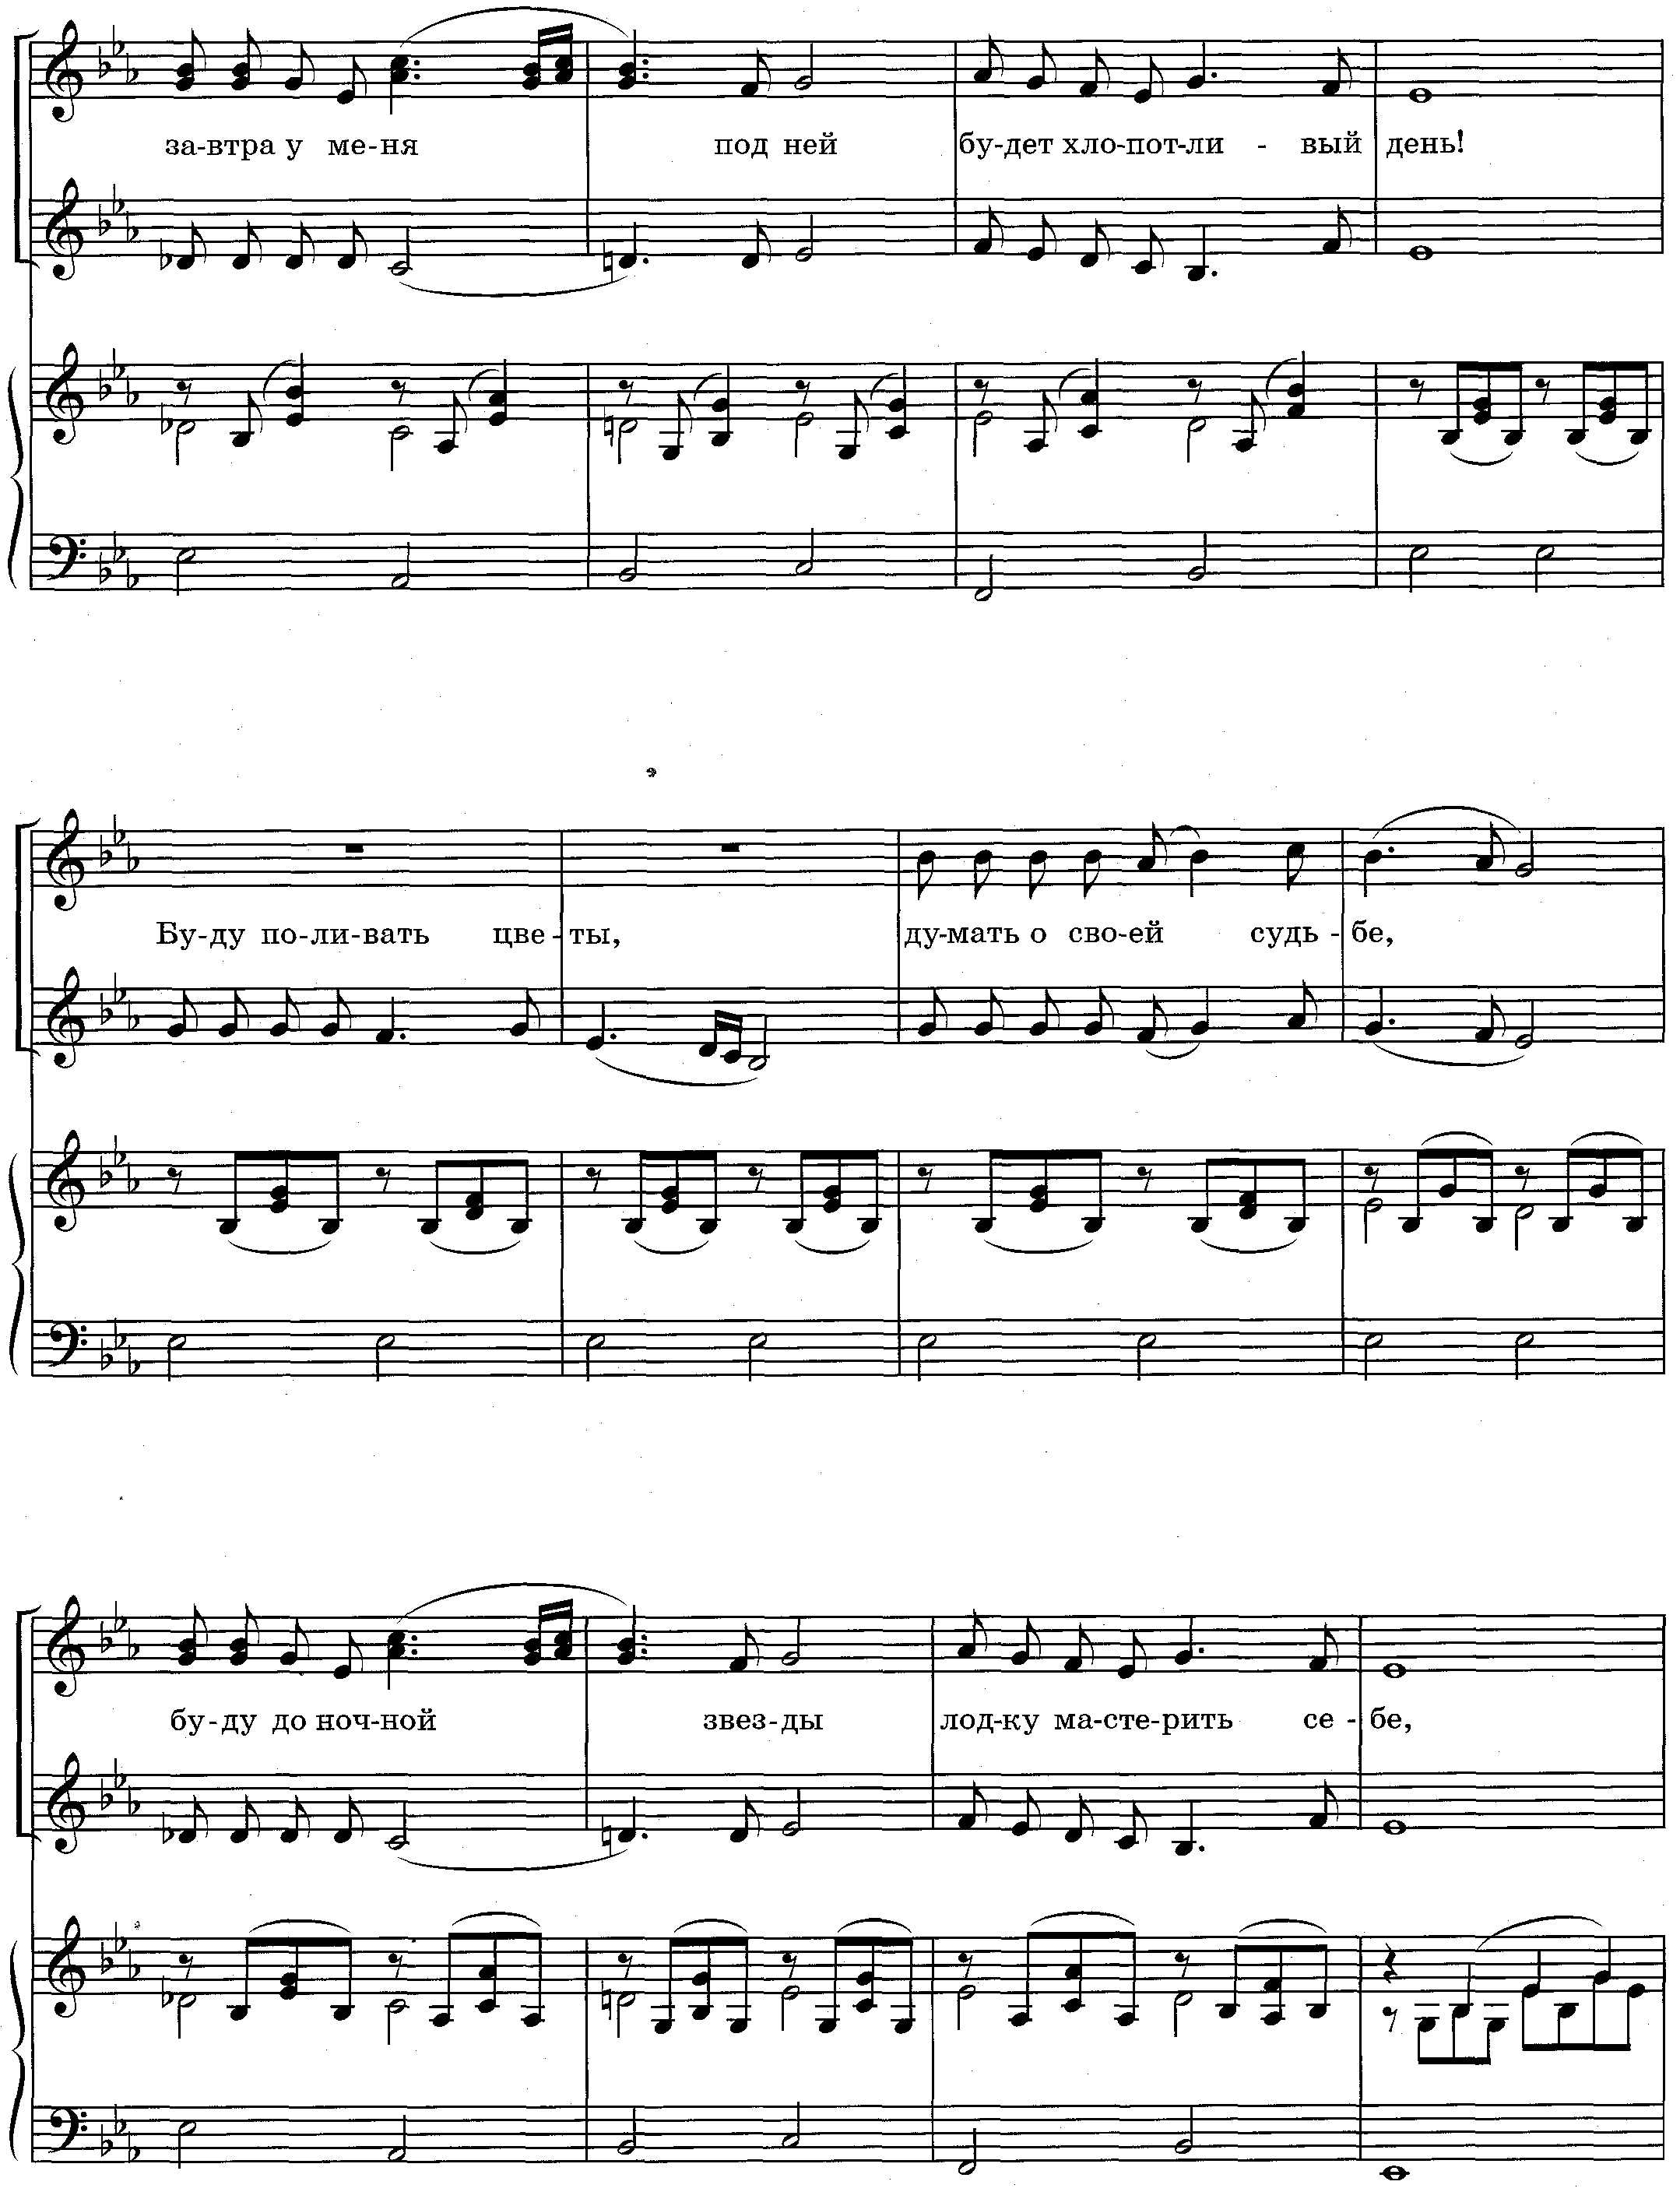 за-втра у ме-ня под ней бу-дет хло-пот-ли - вый день!
Бу-ду по-ли-вать цве - ты, ду-мать о сво-ей судь - бе,
бу-ду до ноч-ной звез-ды лод-ку ма-сте-рить се - бе,